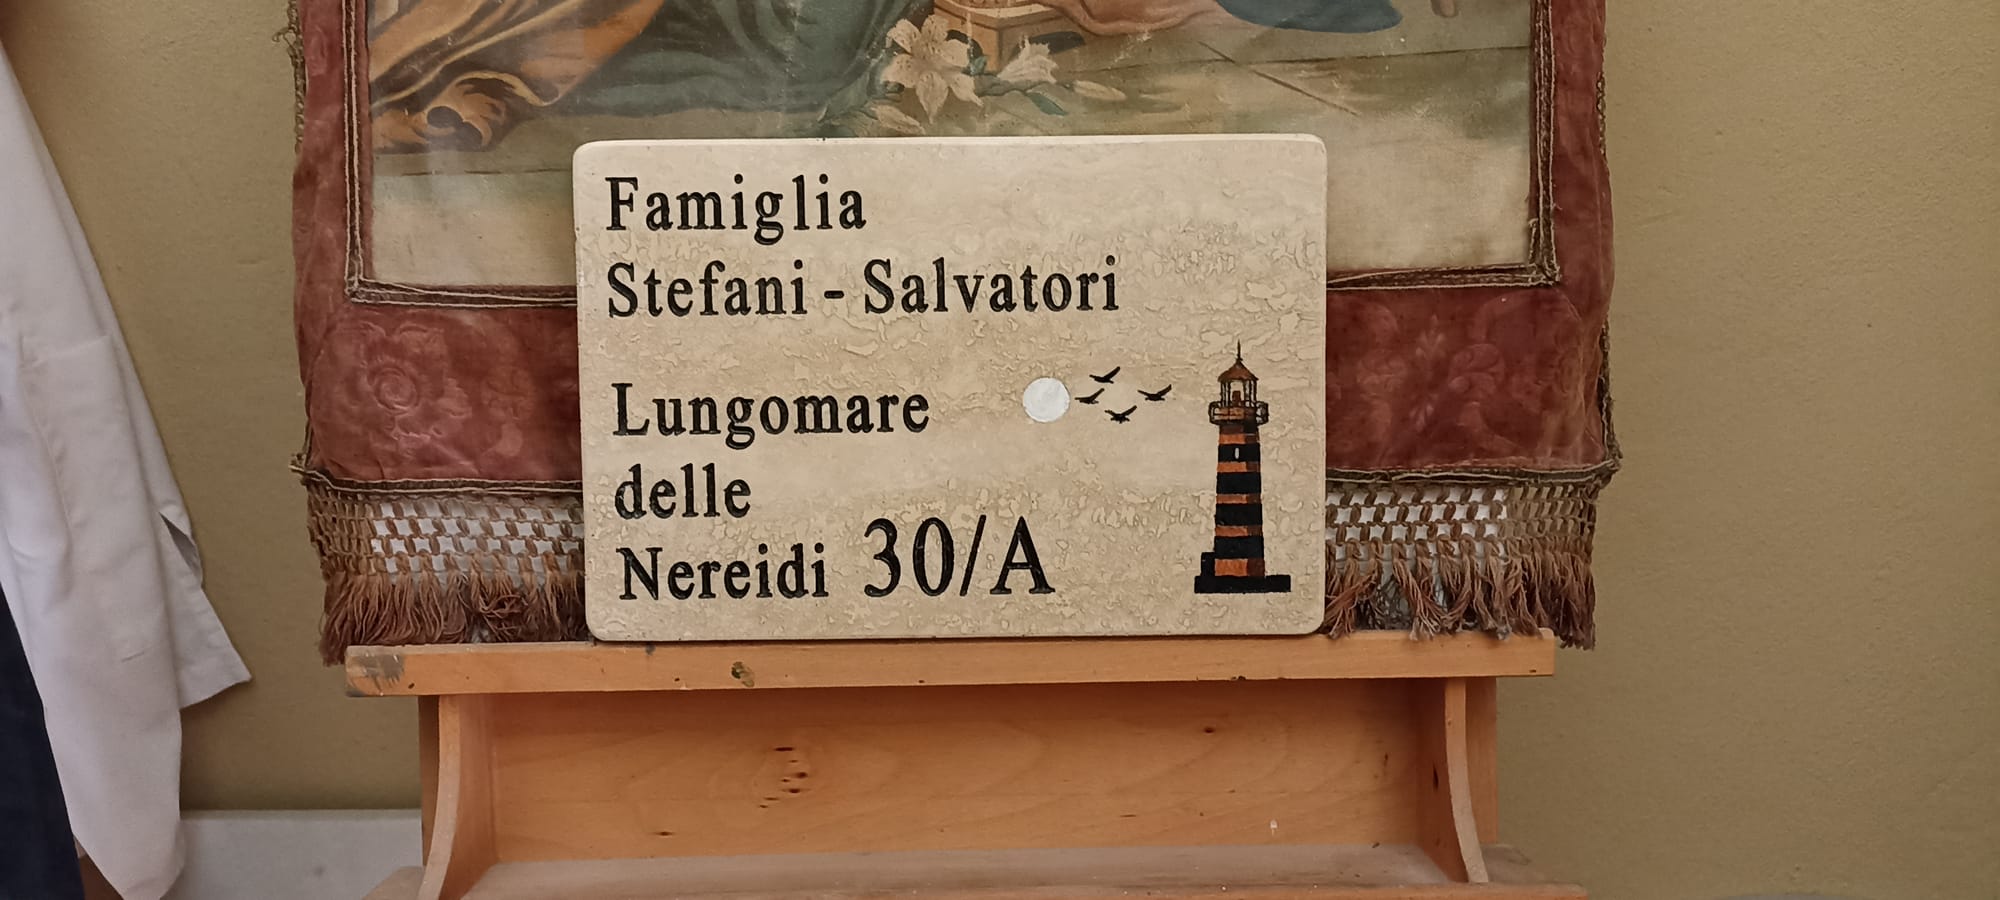 Famiglia
Stefani - Salvatori
Lungomare
delle
Nereidi 30/A